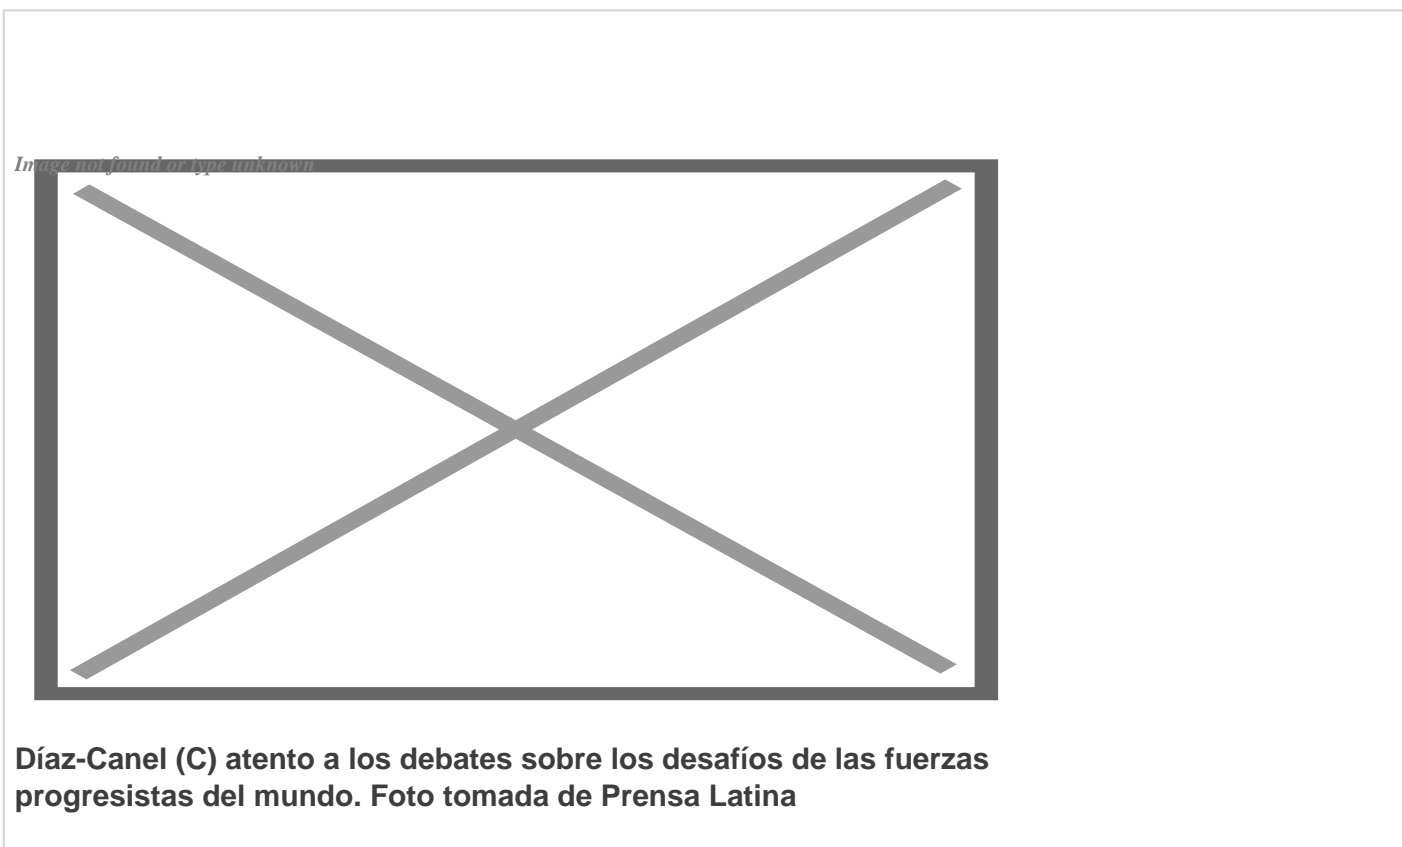 Image not found or type unknown
Díaz-Canel (C) atento a los debates sobre los desafíos de las fuerzas
progresistas del mundo. Foto tomada de Prensa Latina